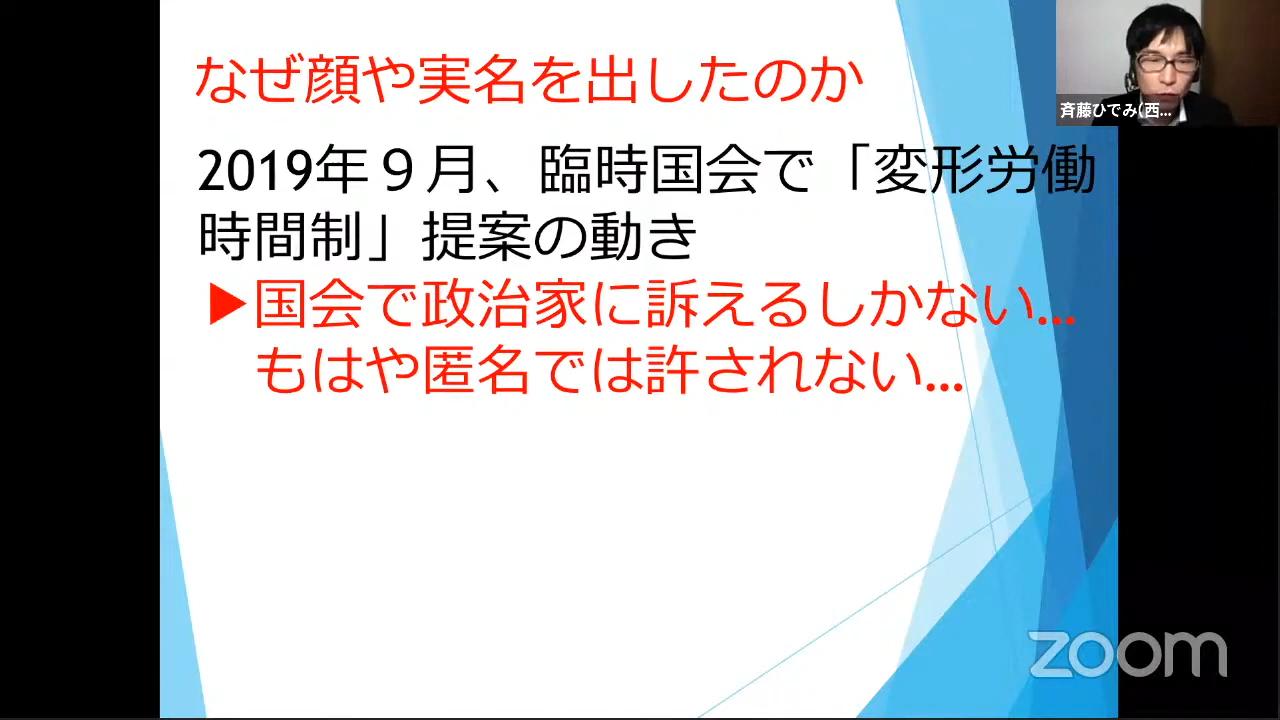 なぜ顔や実名を出したのか
2019年９月、臨時国会で「変形労働
時間制」提案の動き
▶国会で政治家に訴えるしかない…
もはや匿名では許されない…
斉藤ひでみ(西...
zoom